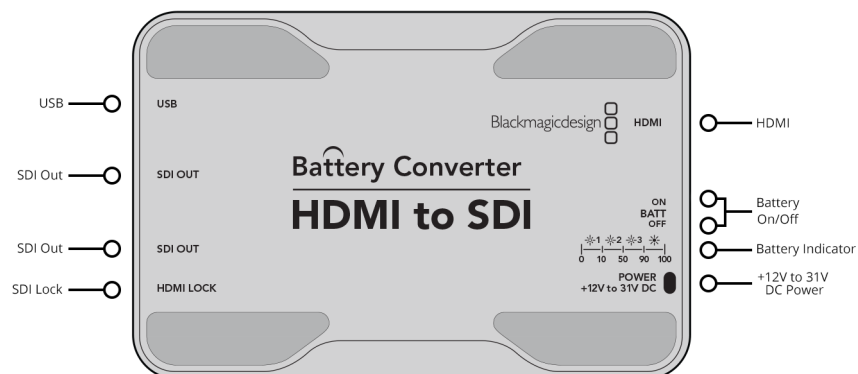 USB
USB
SDI Out
SDI OUT
SDI Out
SDI OUT
SDI Lock
HDMI LOCK
Battery Converter
HDMI to SDI
Blackmagicdesign
HDMI
HDMI
ON
BATT
OFF
Battery
On/Off
1 2 3
0 10 50 90 100
Battery Indicator
POWER
+12V to 31V DC
+12V to 31V
DC Power